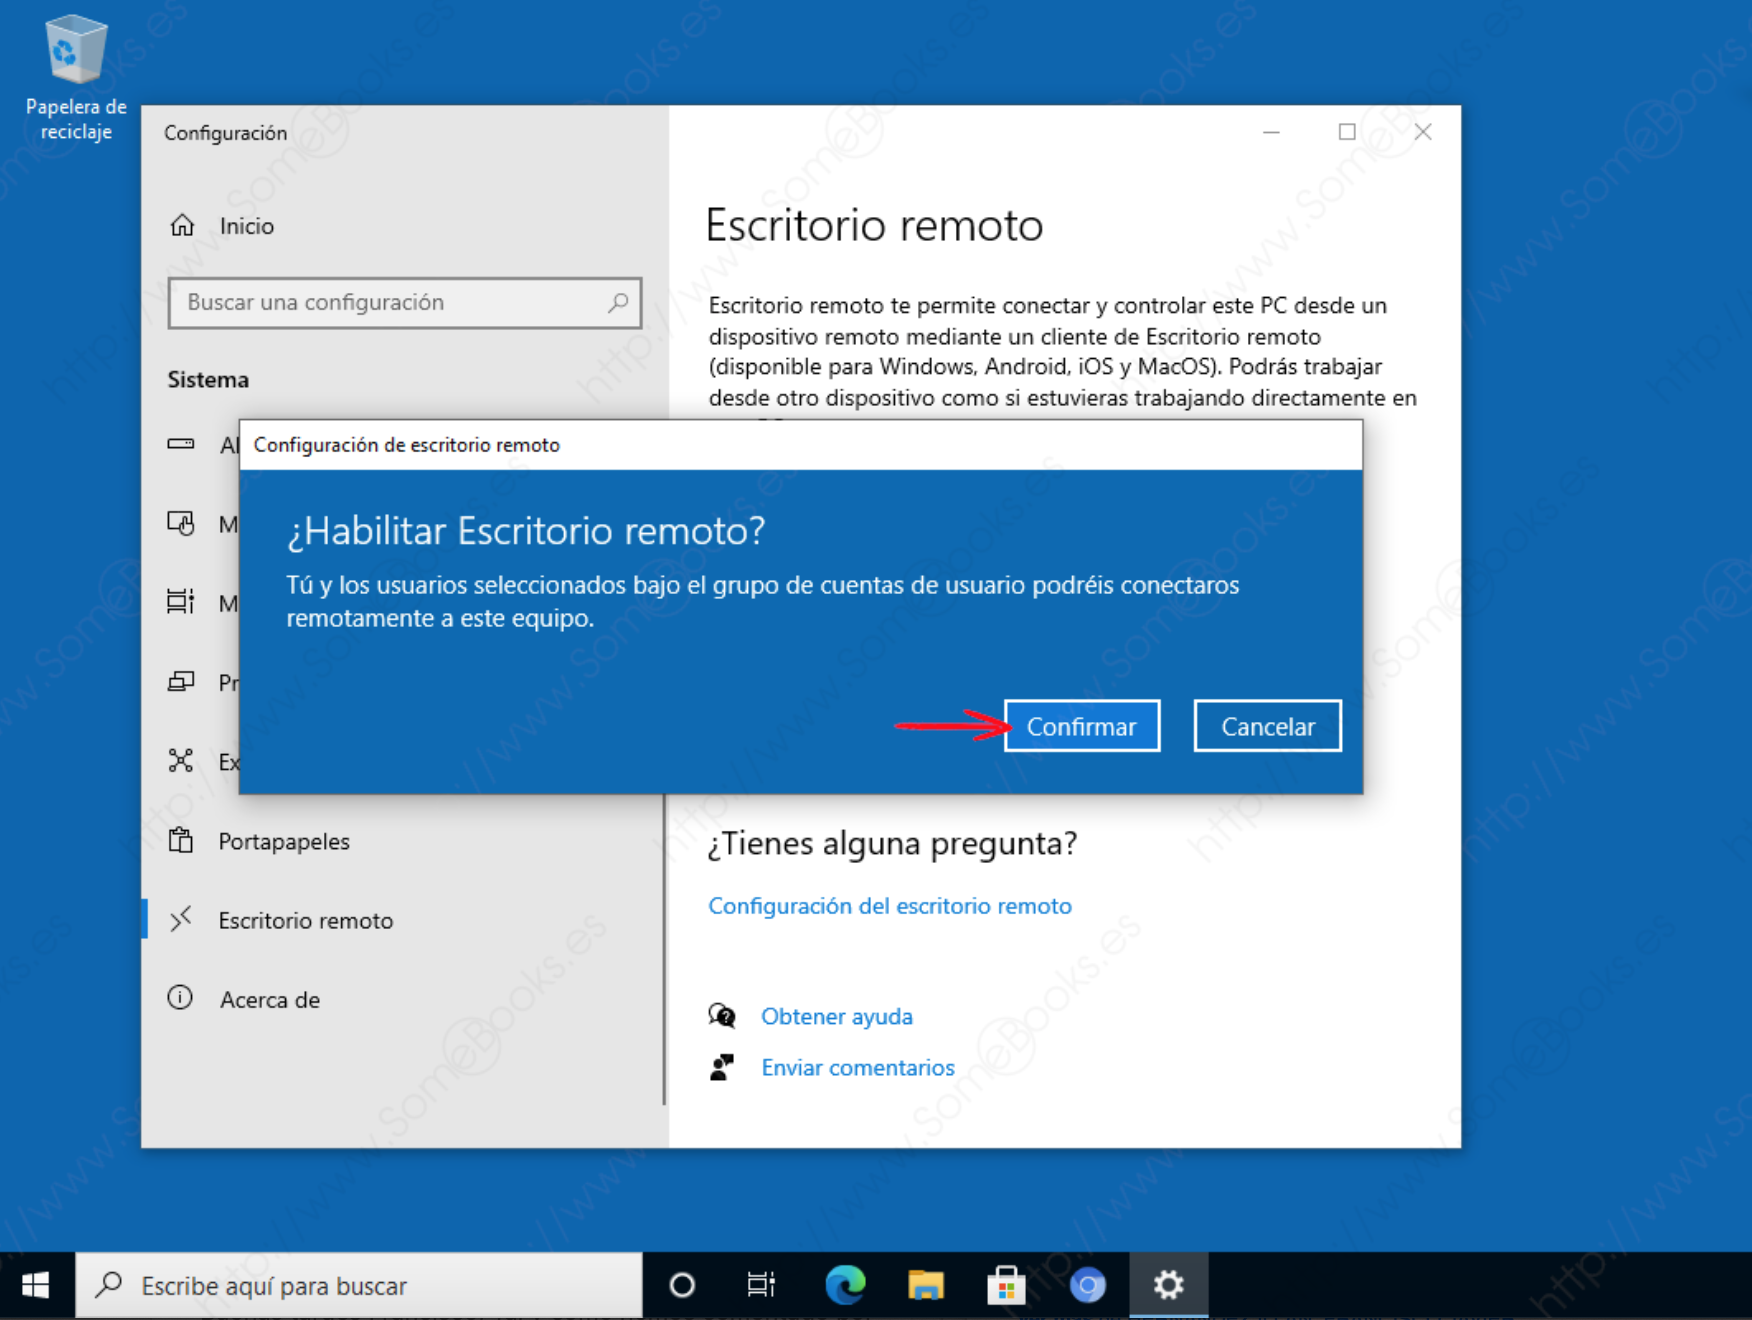 Papelera de
reciclaje
Configuración
Inicio
Buscar una configuración
Sistema
Al
M
M
Pr
Ex
Portapapeles
Escritorio remoto
Acerca de
Escritorio remoto
Escritorio remoto te permite conectar y controlar este PC desde un
dispositivo remoto mediante un cliente de Escritorio remoto
(disponible para Windows, Android, iOS y MacOS). Podrás trabajar
desde otro dispositivo como si estuvieras trabajando directamente en
Configuración de escritorio remoto
¿Habilitar Escritorio remoto?
Tú y los usuarios seleccionados bajo el grupo de cuentas de usuario podréis conectaros
remotamente a este equipo.
Confirmar
Cancelar
¿Tienes alguna pregunta?
Configuración del escritorio remoto
Obtener ayuda
Enviar comentarios
Escribe aquí para buscar
http://www.SomeBooks.es